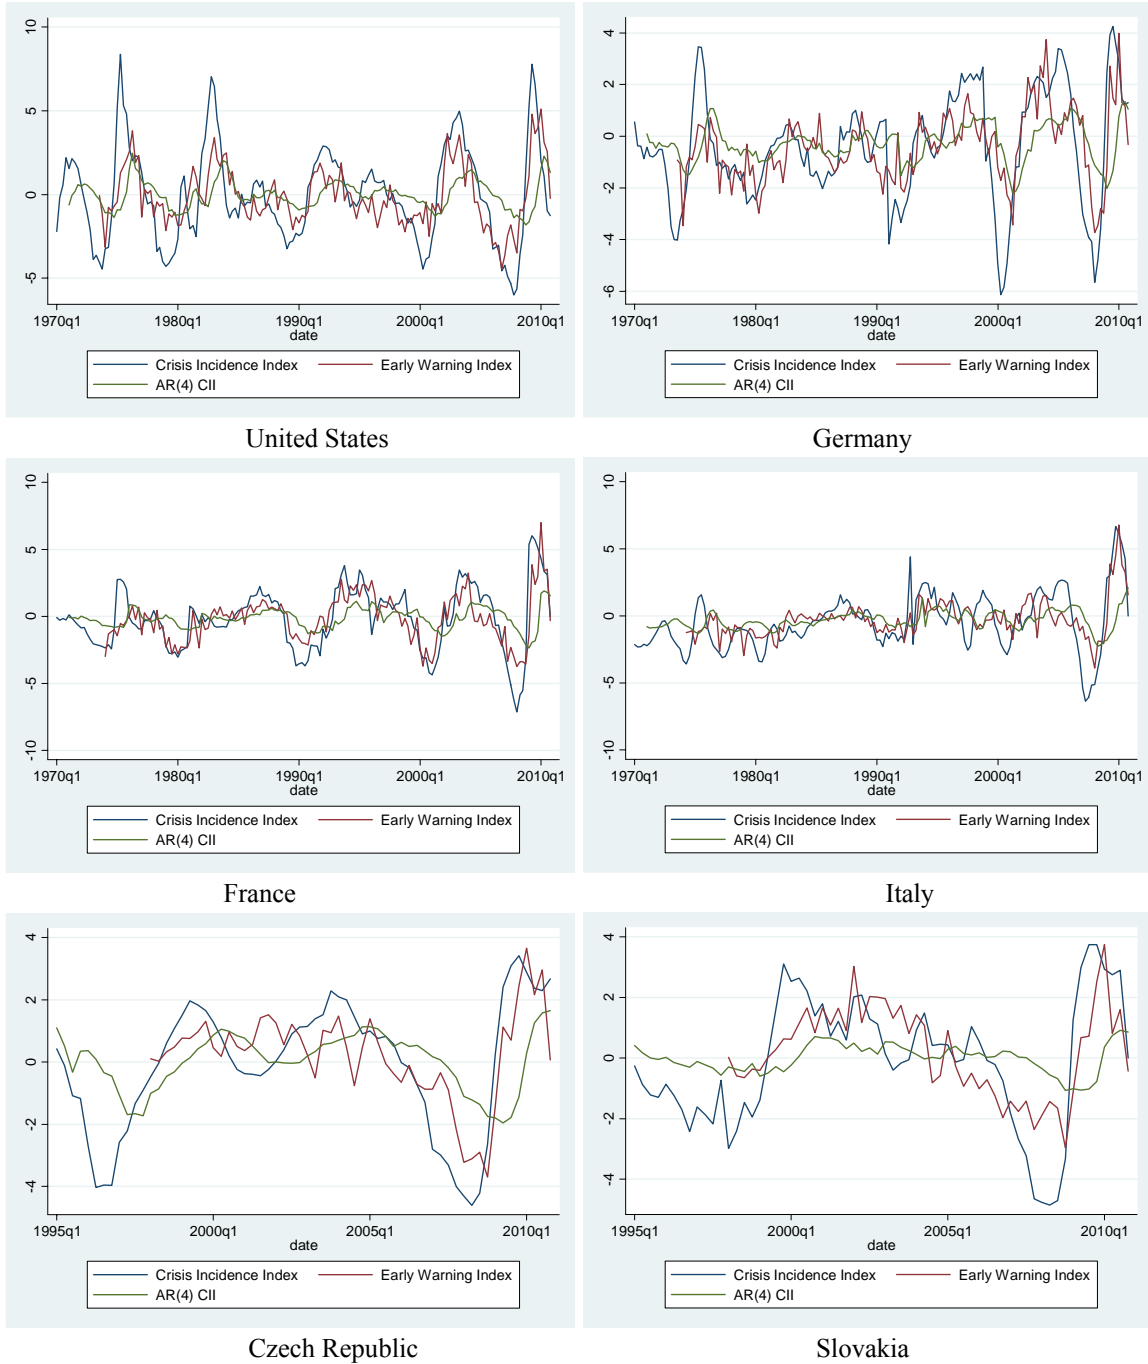 10
5
0
-5
1970q1 1980q1 1990q1 2000q1 2010q1
date
Crisis Incidence Index Early Warning Index
AR(4) CII
United States
4
2
0
-2
-4
-6
1970q1 1980q1 1990q1 2000q1 2010q1
date
Crisis Incidence Index Early Warning Index
AR(4) CII
Germany
10
5
0
-5
-10
1970q1 1980q1 1990q1 2000q1 2010q1
date
Crisis Incidence Index Early Warning Index
AR(4) CII
France
10
5
0
-5
-10
1970q1 1980q1 1990q1 2000q1 2010q1
date
Crisis Incidence Index Early Warning Index
AR(4) CII
Italy
4
2
0
-2
-4
1995q1 2000q1 2005q1 2010q1
date
Crisis Incidence Index Early Warning Index
AR(4) CII
Czech Republic
4
2
0
-2
-4
1995q1 2000q1 2005q1 2010q1
date
Crisis Incidence Index Early Warning Index
AR(4) CII
Slovakia